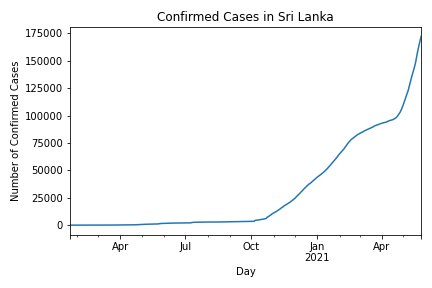 Confirmed Cases in Sri Lanka
175000
150000
125000
100000
75000
50000
25000
0
Number of Confirmed Cases
Apr Jul Oct Jan Apr
2021
Day